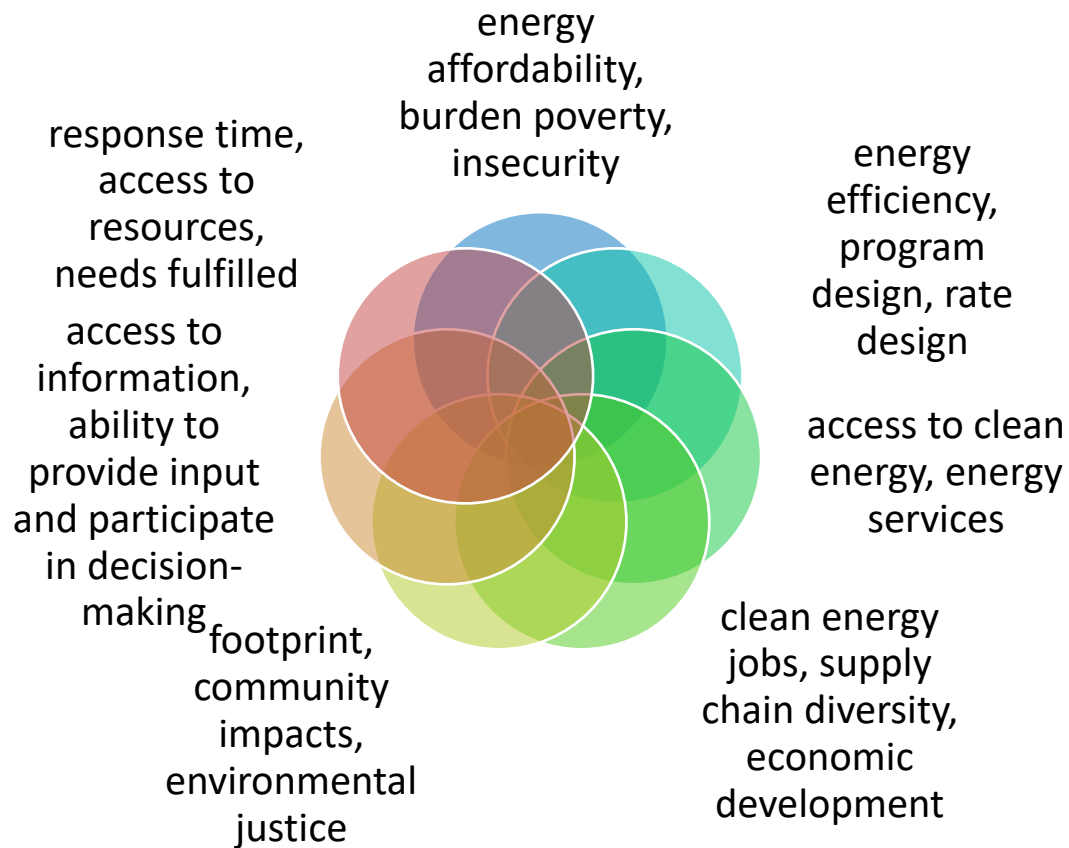 energy
affordability,
burden poverty,
insecurity
energy
efficiency,
program
design, rate
design
access to clean
energy, energy
services
clean energy
jobs, supply
chain diversity,
economic
development
footprint,
community
impacts,
environmental
justice
access to
information,
ability to
provide input
and participate
in decision-
making
response time,
access to
resources,
needs fulfilled